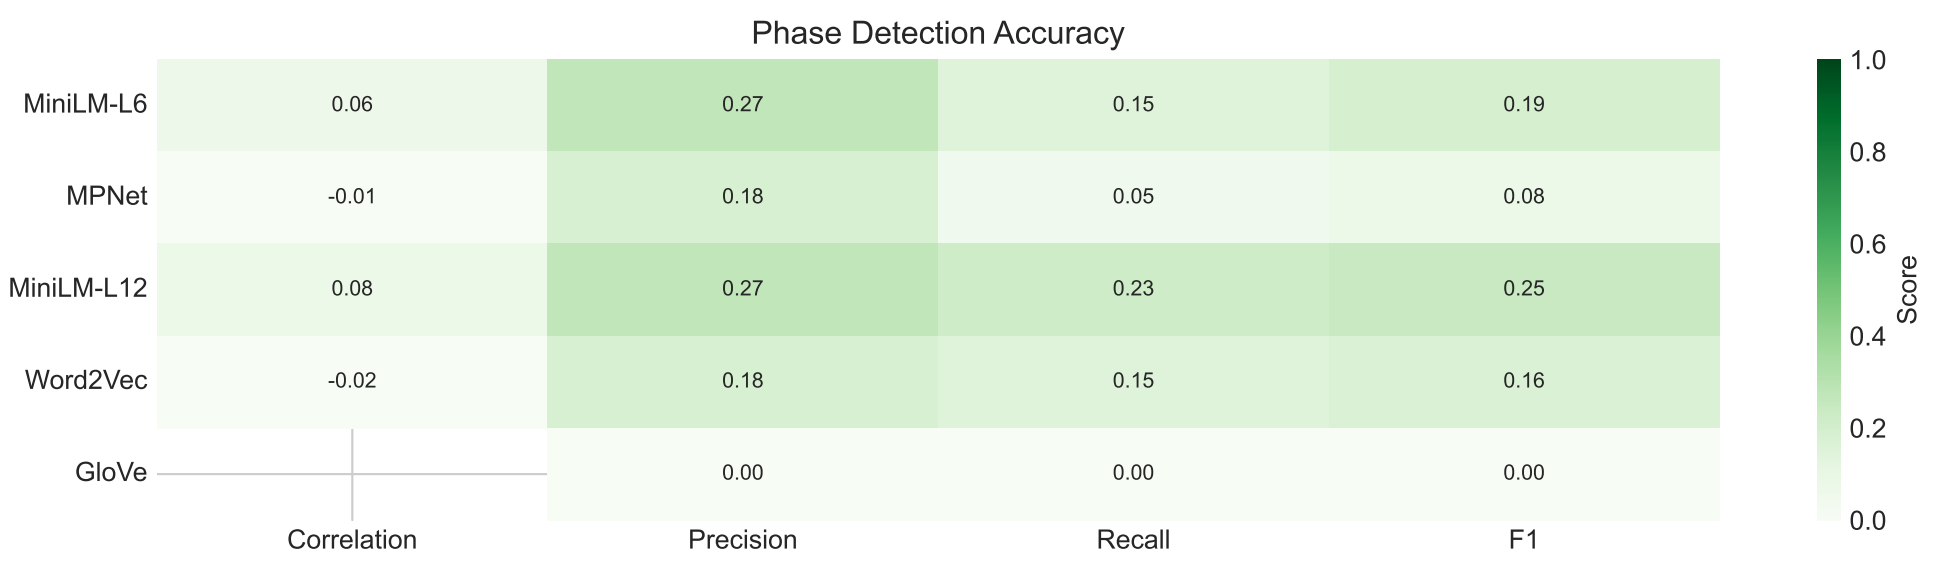 Phase Detection Accuracy
MiniLM-L6 0.06 0.27 0.15 0.19
MPNet -0.01 0.18 0.05 0.08
MiniLM-L12 0.08 0.27 0.23 0.25
Word2Vec -0.02 0.18 0.15 0.16
GloVe 0.00 0.00 0.00
Correlation Precision Recall F1
1.0
0.8
0.6
0.4
0.2
0.0
Score